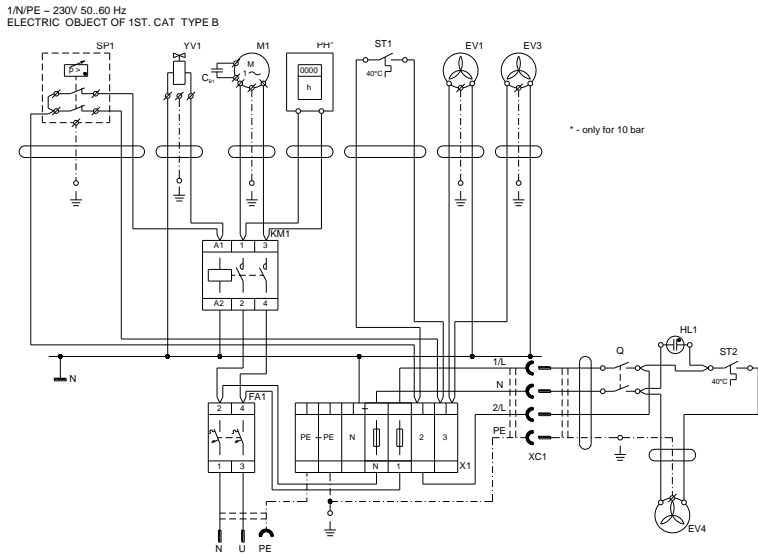 1/N/PE ~ 230V 50..60 Hz
ELECTRIC OBJECT OF 1ST. CAT TYPE B
SP1
YV1
M1
PH*
ST1
EV1
EV3
p >
C
M
1 ~
0000
h
40°C
* - only for 10 bar
KM1
A1
1
3
A2
2
4
N
1/L
N
2/L
PE
XC1
Q
HL1
ST2
40°C
EV4
FA1
2
4
1
3
PE
PE
N
2
3
N
1
X1
N
U
PE